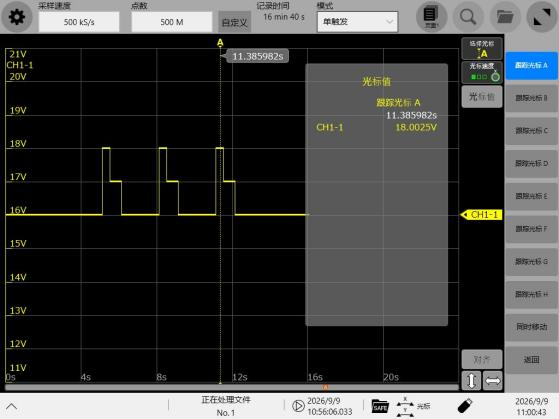 采样速度
点数
记录时间
模式
500 kS/s
500 M
自定义
16 min 40 s
单触发
页面1
A
11.385982s
选择光标
A
光标速度
光标值
跟踪光标 A
跟踪光标 B
跟踪光标 C
跟踪光标 D
跟踪光标 E
跟踪光标 F
跟踪光标 G
跟踪光标 H
同时移动
返回
21V
CH1-1
20V
19V
18V
17V
16V
15V
14V
13V
12V
11V
光标值
跟踪光标 A
11.385982s
CH1-1 18.0025V
CH1-1
对齐
0s 4s 8s 12s 16s 20s
正在处理文件
No. 1
2026/9/9
10:56:06.033
SAFE
X
Y
光标
2026/9/9
11:00:43